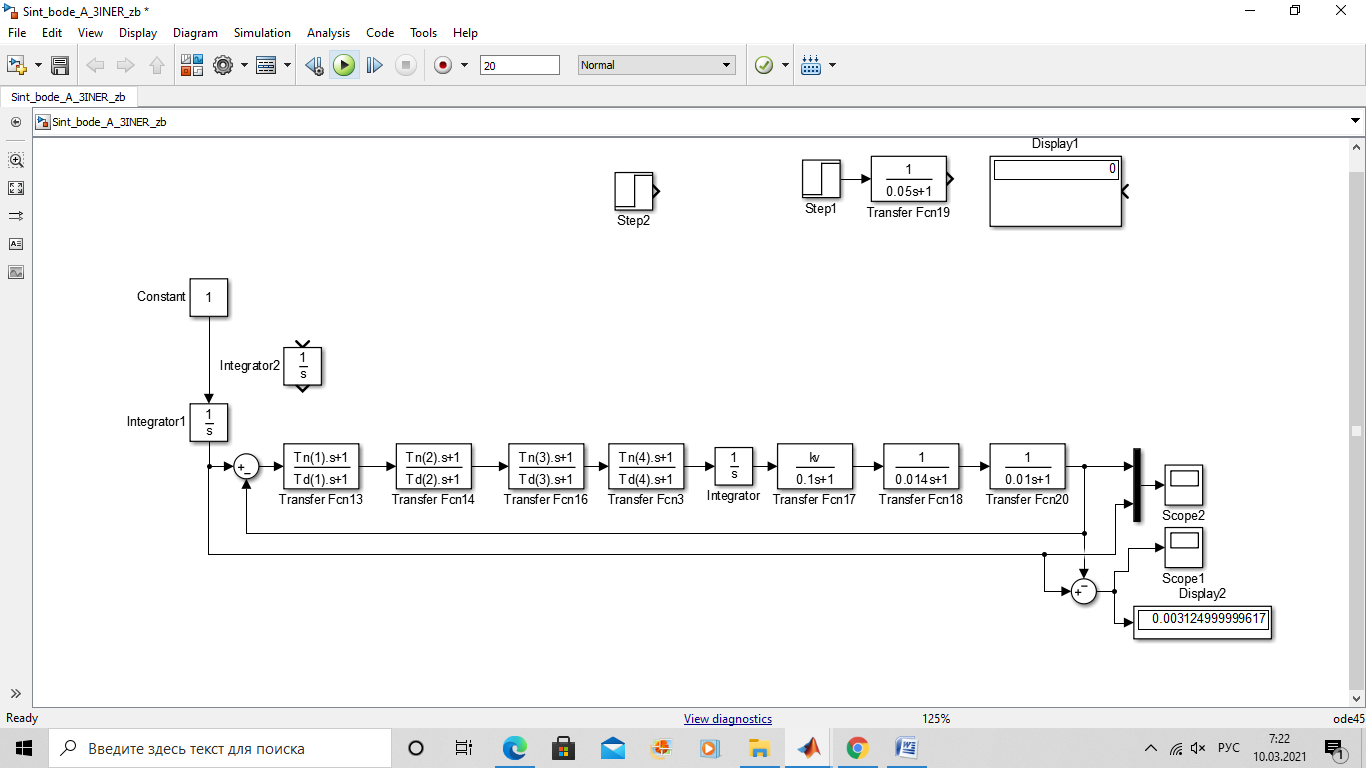 Sint_bode_A_3INER_zb *
File Edit View Display Diagram Simulation Analysis Code Tools Help
20 Normal
Sint_bode_A_3INER_zb
Sint_bode_A_3INER_zb
Display1
0
Step2
Step1
1
0.05s+1
Transfer Fcn19
Constant
1
Integrator2
1
s
Integrator1
1
s
Tn(1).s+1
Td(1).s+1
Transfer Fcn13
Tn(2).s+1
Td(2).s+1
Transfer Fcn14
Tn(3).s+1
Td(3).s+1
Transfer Fcn16
Tn(4).s+1
Td(4).s+1
Transfer Fcn3
1
s
Integrator
kv
0.1s+1
Transfer Fcn17
1
0.014s+1
Transfer Fcn18
1
0.01s+1
Transfer Fcn20
Scope2
Scope1
Display2
0.003124999999617
Ready View diagnostics 125% ode45
Введите здесь текст для поиска
РУС
7:22
10.03.2021
1